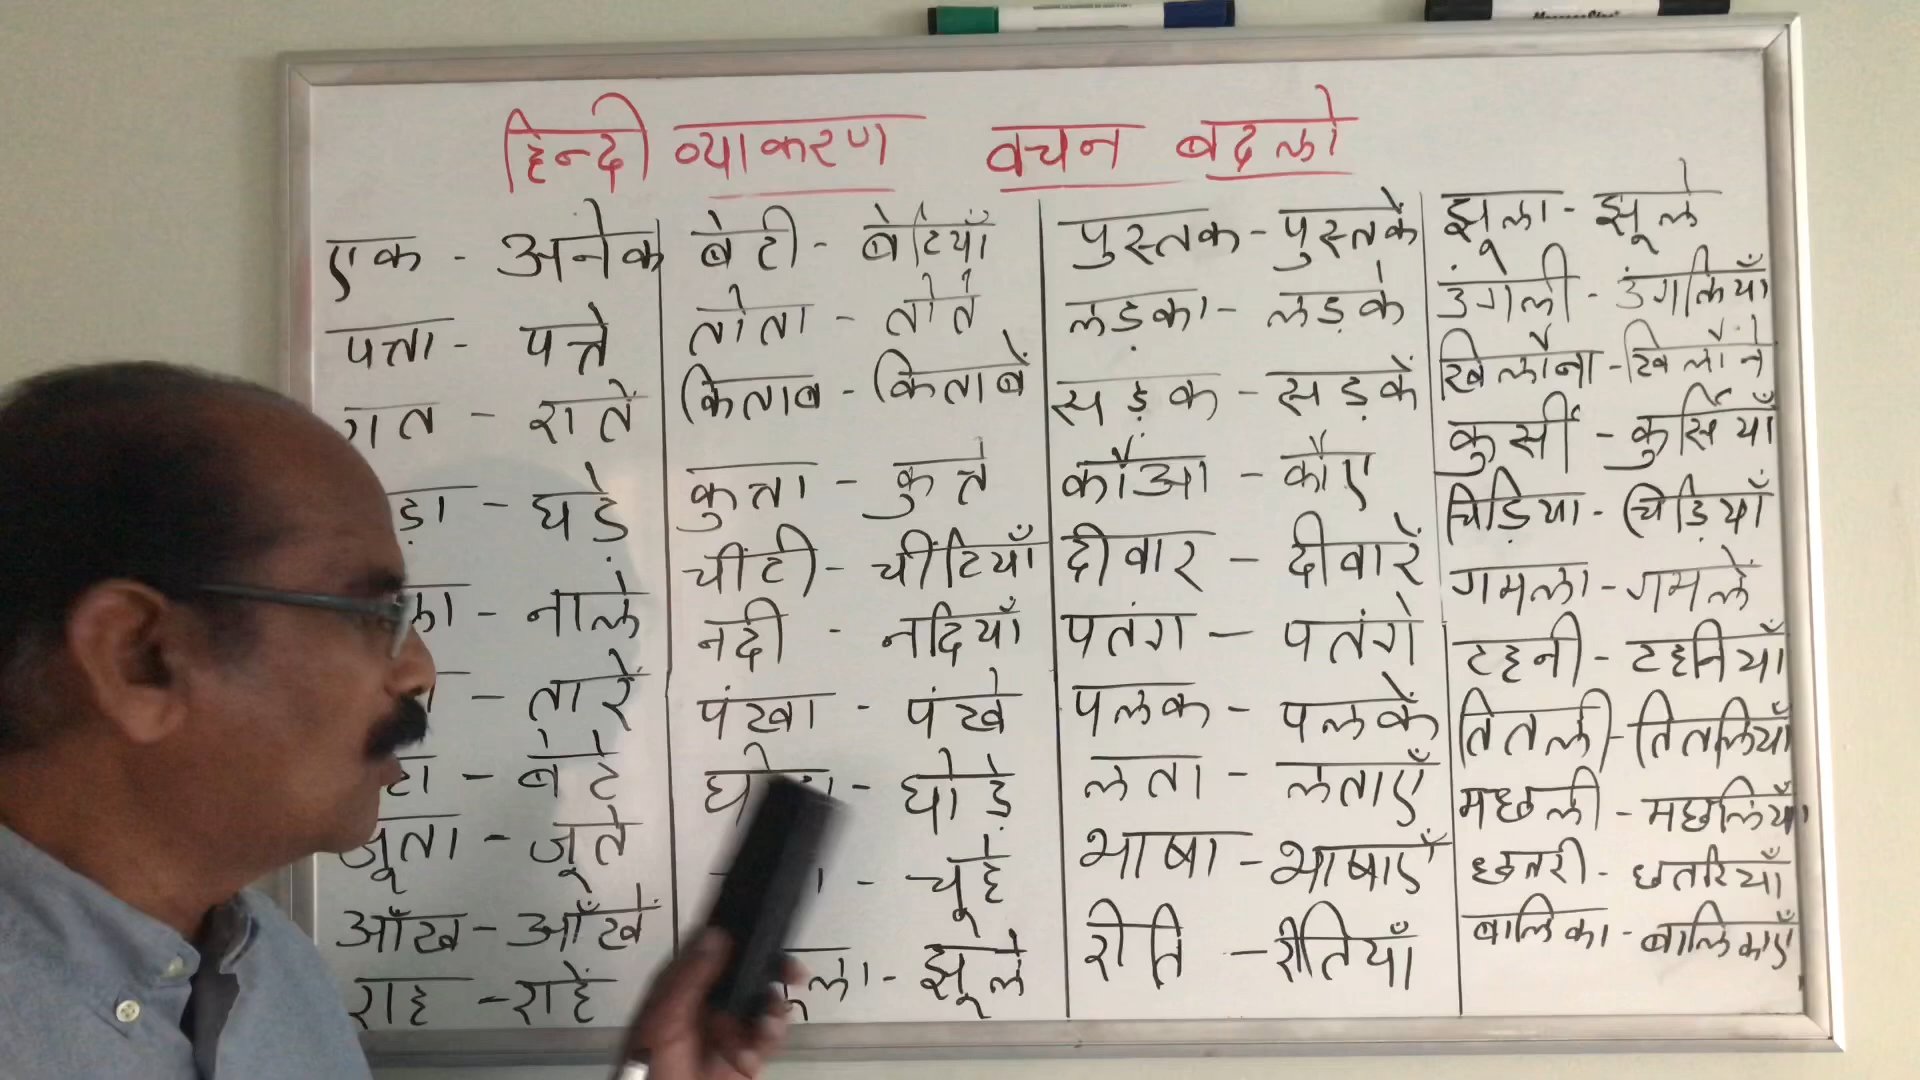 हिन्दी व्याकरण वचन बदलो
एक - अनेक
पत्ता - पत्ते
रात - रातें
ड़ा - घड़े
ला - नाले
- तारें
टा - बेटे
जूता - जूते
आँख - आँखें
राह - राहें
बेटी - बेटियाँ
तोता - तोते
किताब - किताबें
कुत्ता - कुत्ते
चींटी - चींटियाँ
नदी - नदियाँ
पंखा - पंखे
घोड़ा - घोड़े
- चूहे
झूला - झूले
पुस्तक - पुस्तकें
लड़का - लड़के
सड़क - सड़कें
कौआ - कौए
दीवार - दीवारें
पतंग - पतंगे
पलक - पलकें
लता - लताएँ
भाषा - भाषाएँ
रीति - रीतियाँ
झूला - झूले
उंगेली - उंगलियाँ
खिलौना - खिलौने
कुर्सी - कुर्सियाँ
चिड़िया - चिड़ियाँ
गमला - गमलें
टहनी - टहनियाँ
तितली - तितलियाँ
मछली - मछलियाँ
छतरी - छतरियाँ
बालिका - बालिकाएँ